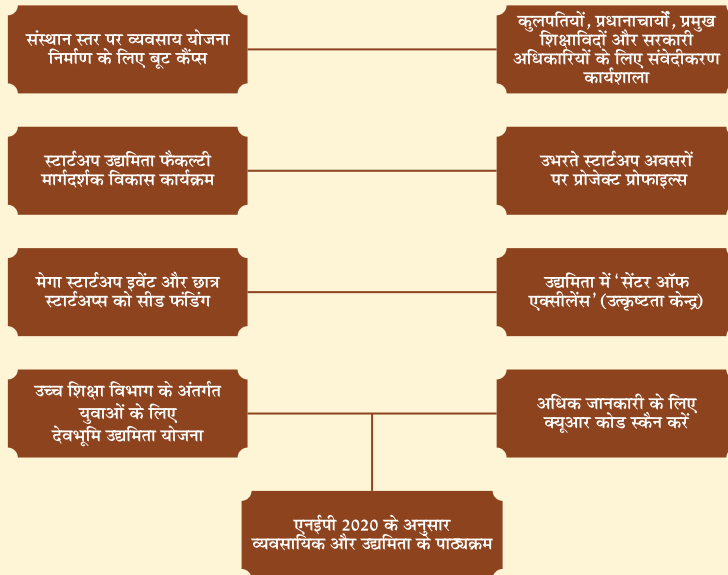 संस्थान स्तर पर व्यवसाय योजना
निर्माण के लिए बूट कैंप्स
कुलपतियों, प्रधानाचार्यों, प्रमुख
शिक्षाविदों और सरकारी
अधिकारियों के लिए संवेदीकरण
कार्यशाला
स्टार्टअप उद्यमिता फैकल्टी
मार्गदर्शक विकास कार्यक्रम
उभरते स्टार्टअप अवसरों
पर प्रोजेक्ट प्रोफाइल्स
मेगा स्टार्टअप इवेंट और छात्र
स्टार्टअप्स को सीड फंडिंग
उद्यमिता में ‘सेंटर ऑफ
एक्सीलेंस’ (उत्कृष्टता केन्द्र)
उच्च शिक्षा विभाग के अंतर्गत
युवाओं के लिए
देवभूमि उद्यमिता योजना
अधिक जानकारी के लिए
क्यूआर कोड स्कैन करें
एनईपी 2020 के अनुसार
व्यवसायिक और उद्यमिता के पाठ्यक्रम